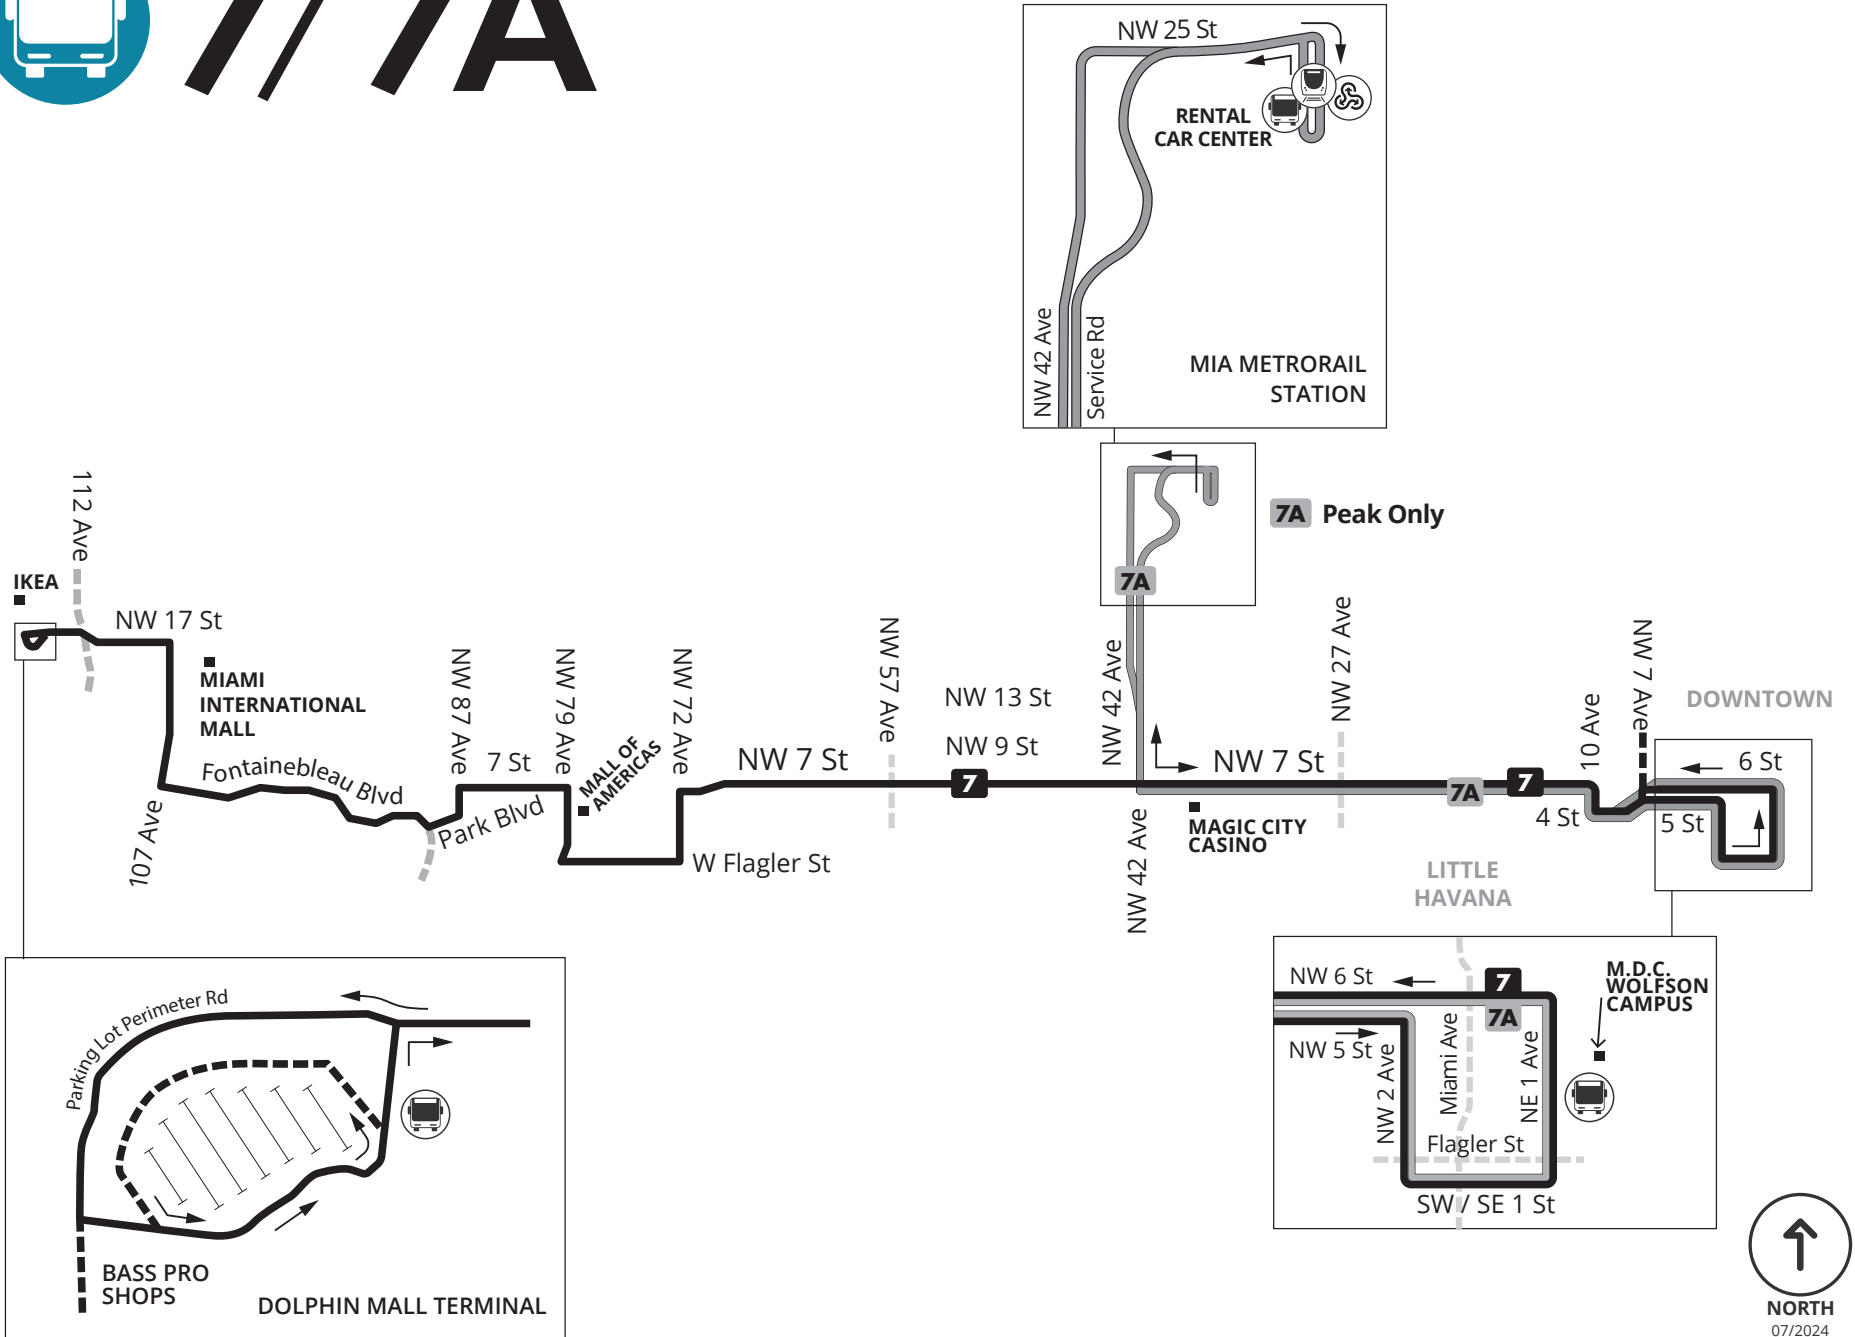 7/7A
NW 25 St
RENTAL
CAR CENTER
NW 42 Ave
Service Rd
MIA METRORAIL
STATION
7A Peak Only
7A
112 Ave
IKEA
NW 17 St
MIAMI
INTERNATIONAL
MALL
107 Ave
Fontainebleau Blvd
NW 87 Ave
7 St
Park Blvd
NW 79 Ave
MALL OF
AMERICAS
NW 72 Ave
W Flagler St
NW 7 St
NW 57 Ave
NW 13 St
NW 9 St
7
NW 42 Ave
NW 42 Ave
NW 7 St
MAGIC CITY
CASINO
NW 27 Ave
7A
7
LITTLE
HAVANA
10 Ave
4 St
NW 7 Ave
DOWNTOWN
6 St
5 St
NW 6 St
7
7A
NW 5 St
NW 2 Ave
Miami Ave
NE 1 Ave
Flagler St
SW / SE 1 St
M.D.C.
WOLFSON
CAMPUS
Parking Lot Perimeter Rd
BASS PRO
SHOPS
DOLPHIN MALL TERMINAL
NORTH
07/2024